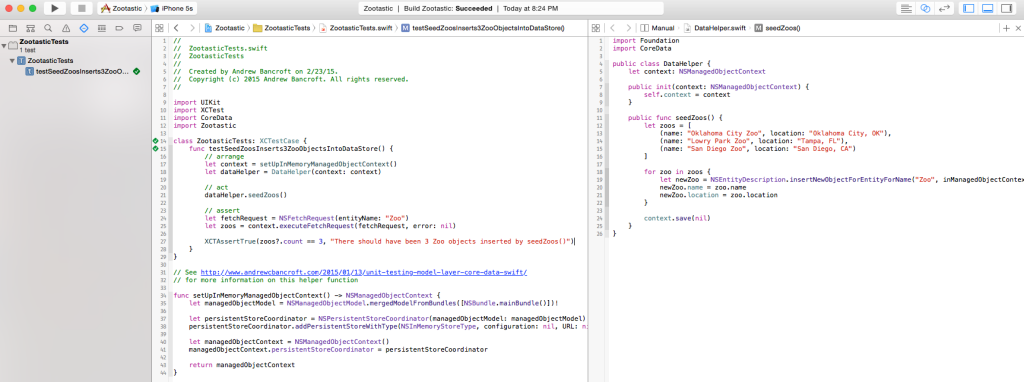 Zootastic
iPhone 5s
Zootastic | Build Zootastic: Succeeded | Today at 8:24 PM
ZootasticTests
1 test
ZootasticTests
testSeedZoosInserts3ZooO...
Zootastic
ZootasticTests
ZootasticTests.swift
testSeedZoosInserts3ZooObjectsIntoDataStore()
1 //
2 //  ZootasticTests.swift
3 //  ZootasticTests
4 //
5 //  Created by Andrew Bancroft on 2/23/15.
6 //  Copyright (c) 2015 Andrew Bancroft. All rights reserved.
7 //
8
9 import UIKit
10 import XCTest
11 import CoreData
12 import Zootastic
13
14 class ZootasticTests: XCTestCase {
15     func testSeedZoosInserts3ZooObjectsIntoDataStore() {
16         // arrange
17         let context = setUpInMemoryManagedObjectContext()
18         let dataHelper = DataHelper(context: context)
19
20         // act
21         dataHelper.seedZoos()
22
23         // assert
24         let fetchRequest = NSFetchRequest(entityName: "Zoo")
25         let zoos = context.executeFetchRequest(fetchRequest, error: nil)
26
27         XCTAssertTrue(zoos?.count == 3, "There should have been 3 Zoo objects inserted by seedZoos()")
28     }
29 }
30
31 // See http://www.andrewcbancroft.com/2015/01/13/unit-testing-model-layer-core-data-swift/
32 // for more information on this helper function
33
34 func setUpInMemoryManagedObjectContext() -> NSManagedObjectContext {
35     let managedObjectModel = NSManagedObjectModel.mergedModelFromBundles([NSBundle.mainBundle()])!
36
37     let persistentStoreCoordinator = NSPersistentStoreCoordinator(managedObjectModel: managedObjectModel)
38     persistentStoreCoordinator.addPersistentStoreWithType(NSInMemoryStoreType, configuration: nil, URL: ni
39
40     let managedObjectContext = NSManagedObjectContext()
41     managedObjectContext.persistentStoreCoordinator = persistentStoreCoordinator
42
43     return managedObjectContext
44 }
Manual
DataHelper.swift
seedZoos()
1 import Foundation
2 import CoreData
3
4 public class DataHelper {
5     let context: NSManagedObjectContext
6
7     public init(context: NSManagedObjectContext) {
8         self.context = context
9     }
10
11     public func seedZoos() {
12         let zoos = [
13             (name: "Oklahoma City Zoo", location: "Oklahoma City, OK"),
14             (name: "Lowry Park Zoo", location: "Tampa, FL"),
15             (name: "San Diego Zoo", location: "San Diego, CA")
16         ]
17
18         for zoo in zoos {
19             let newZoo = NSEntityDescription.insertNewObjectForEntityForName("Zoo", inManagedObjectConte
20             newZoo.name = zoo.name
21             newZoo.location = zoo.location
22         }
23
24         context.save(nil)
25     }
26 }